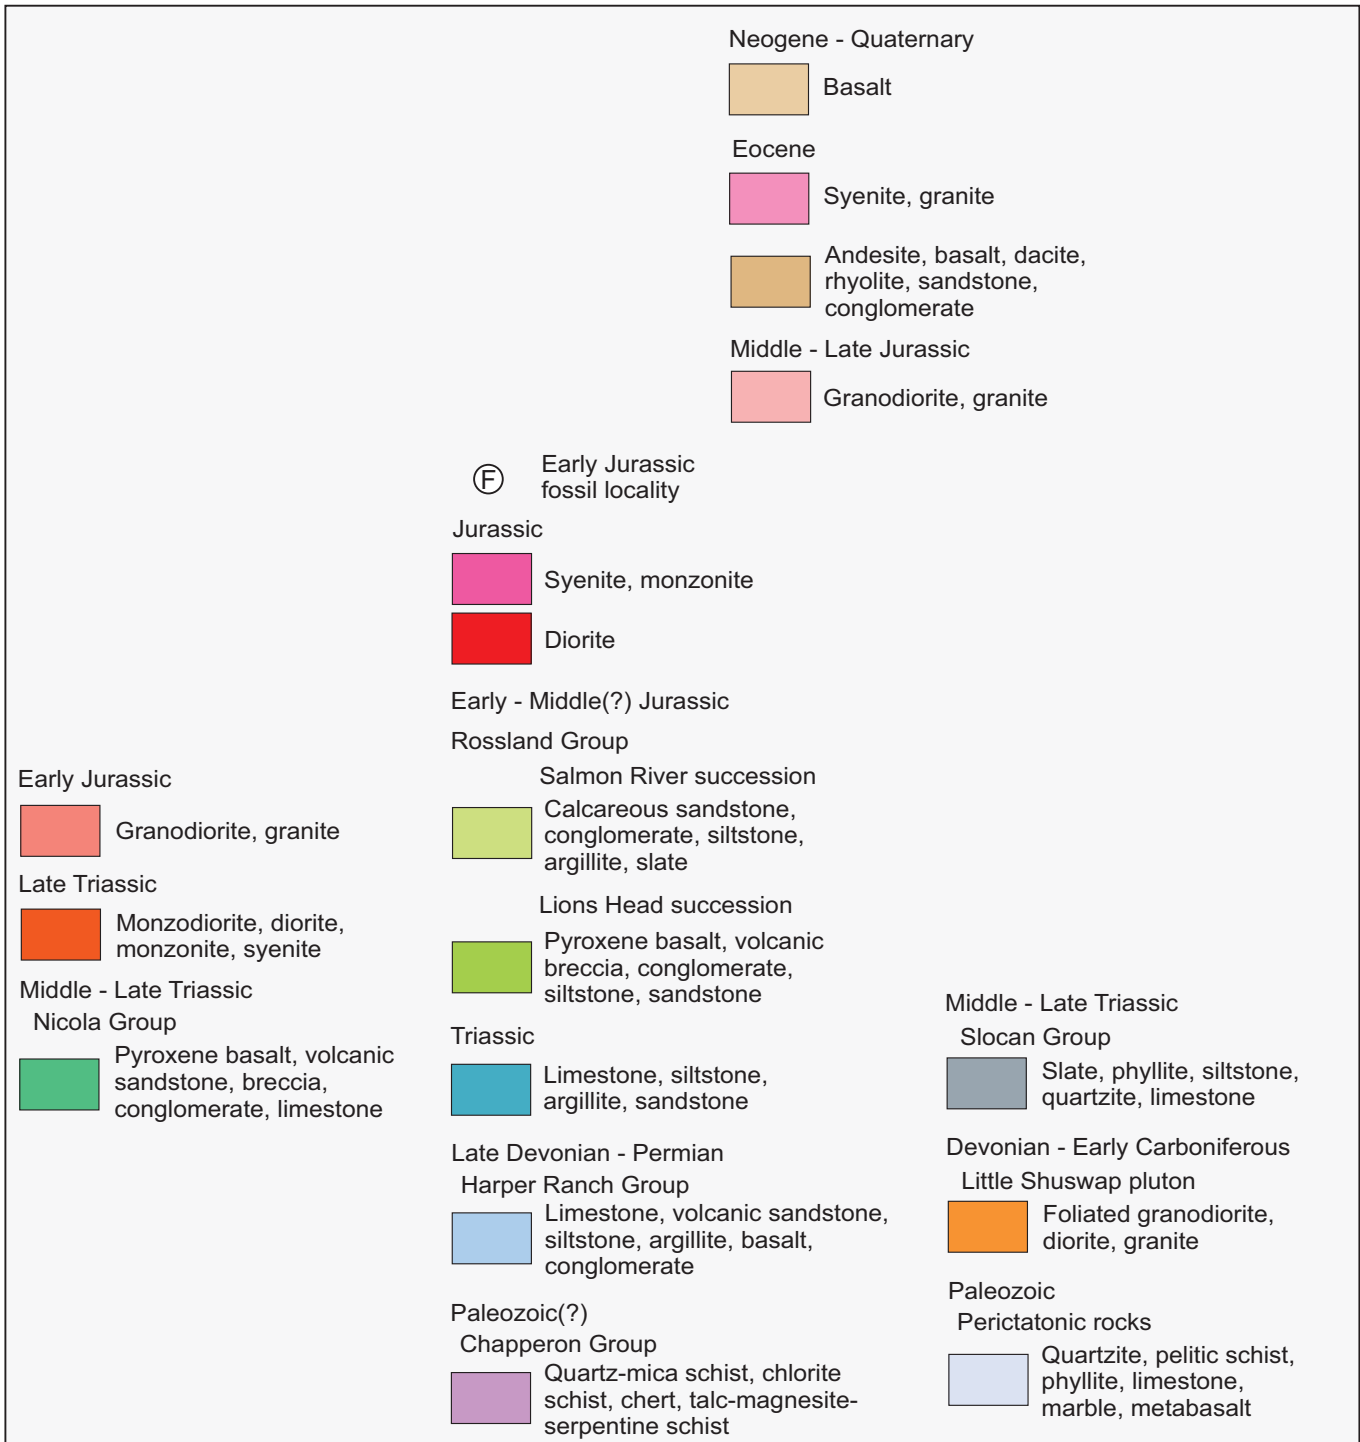 Neogene - Quaternary
Basalt
Eocene
Syenite, granite
Andesite, basalt, dacite,
rhyolite, sandstone,
conglomerate
Middle - Late Jurassic
Granodiorite, granite
F
Early Jurassic
fossil locality
Jurassic
Syenite, monzonite
Diorite
Early - Middle(?) Jurassic
Rossland Group
Salmon River succession
Calcareous sandstone,
conglomerate, siltstone,
argillite, slate
Lions Head succession
Pyroxene basalt, volcanic
breccia, conglomerate,
siltstone, sandstone
Triassic
Limestone, siltstone,
argillite, sandstone
Late Devonian - Permian
Harper Ranch Group
Limestone, volcanic sandstone,
siltstone, argillite, basalt,
conglomerate
Paleozoic(?)
Chapperon Group
Quartz-mica schist, chlorite
schist, chert, talc-magnesite-
serpentine schist
Early Jurassic
Granodiorite, granite
Late Triassic
Monzodiorite, diorite,
monzonite, syenite
Middle - Late Triassic
Nicola Group
Pyroxene basalt, volcanic
sandstone, breccia,
conglomerate, limestone
Middle - Late Triassic
Slocan Group
Slate, phyllite, siltstone,
quartzite, limestone
Devonian - Early Carboniferous
Little Shuswap pluton
Foliated granodiorite,
diorite, granite
Paleozoic
Perictatonic rocks
Quartzite, pelitic schist,
phyllite, limestone,
marble, metabasalt